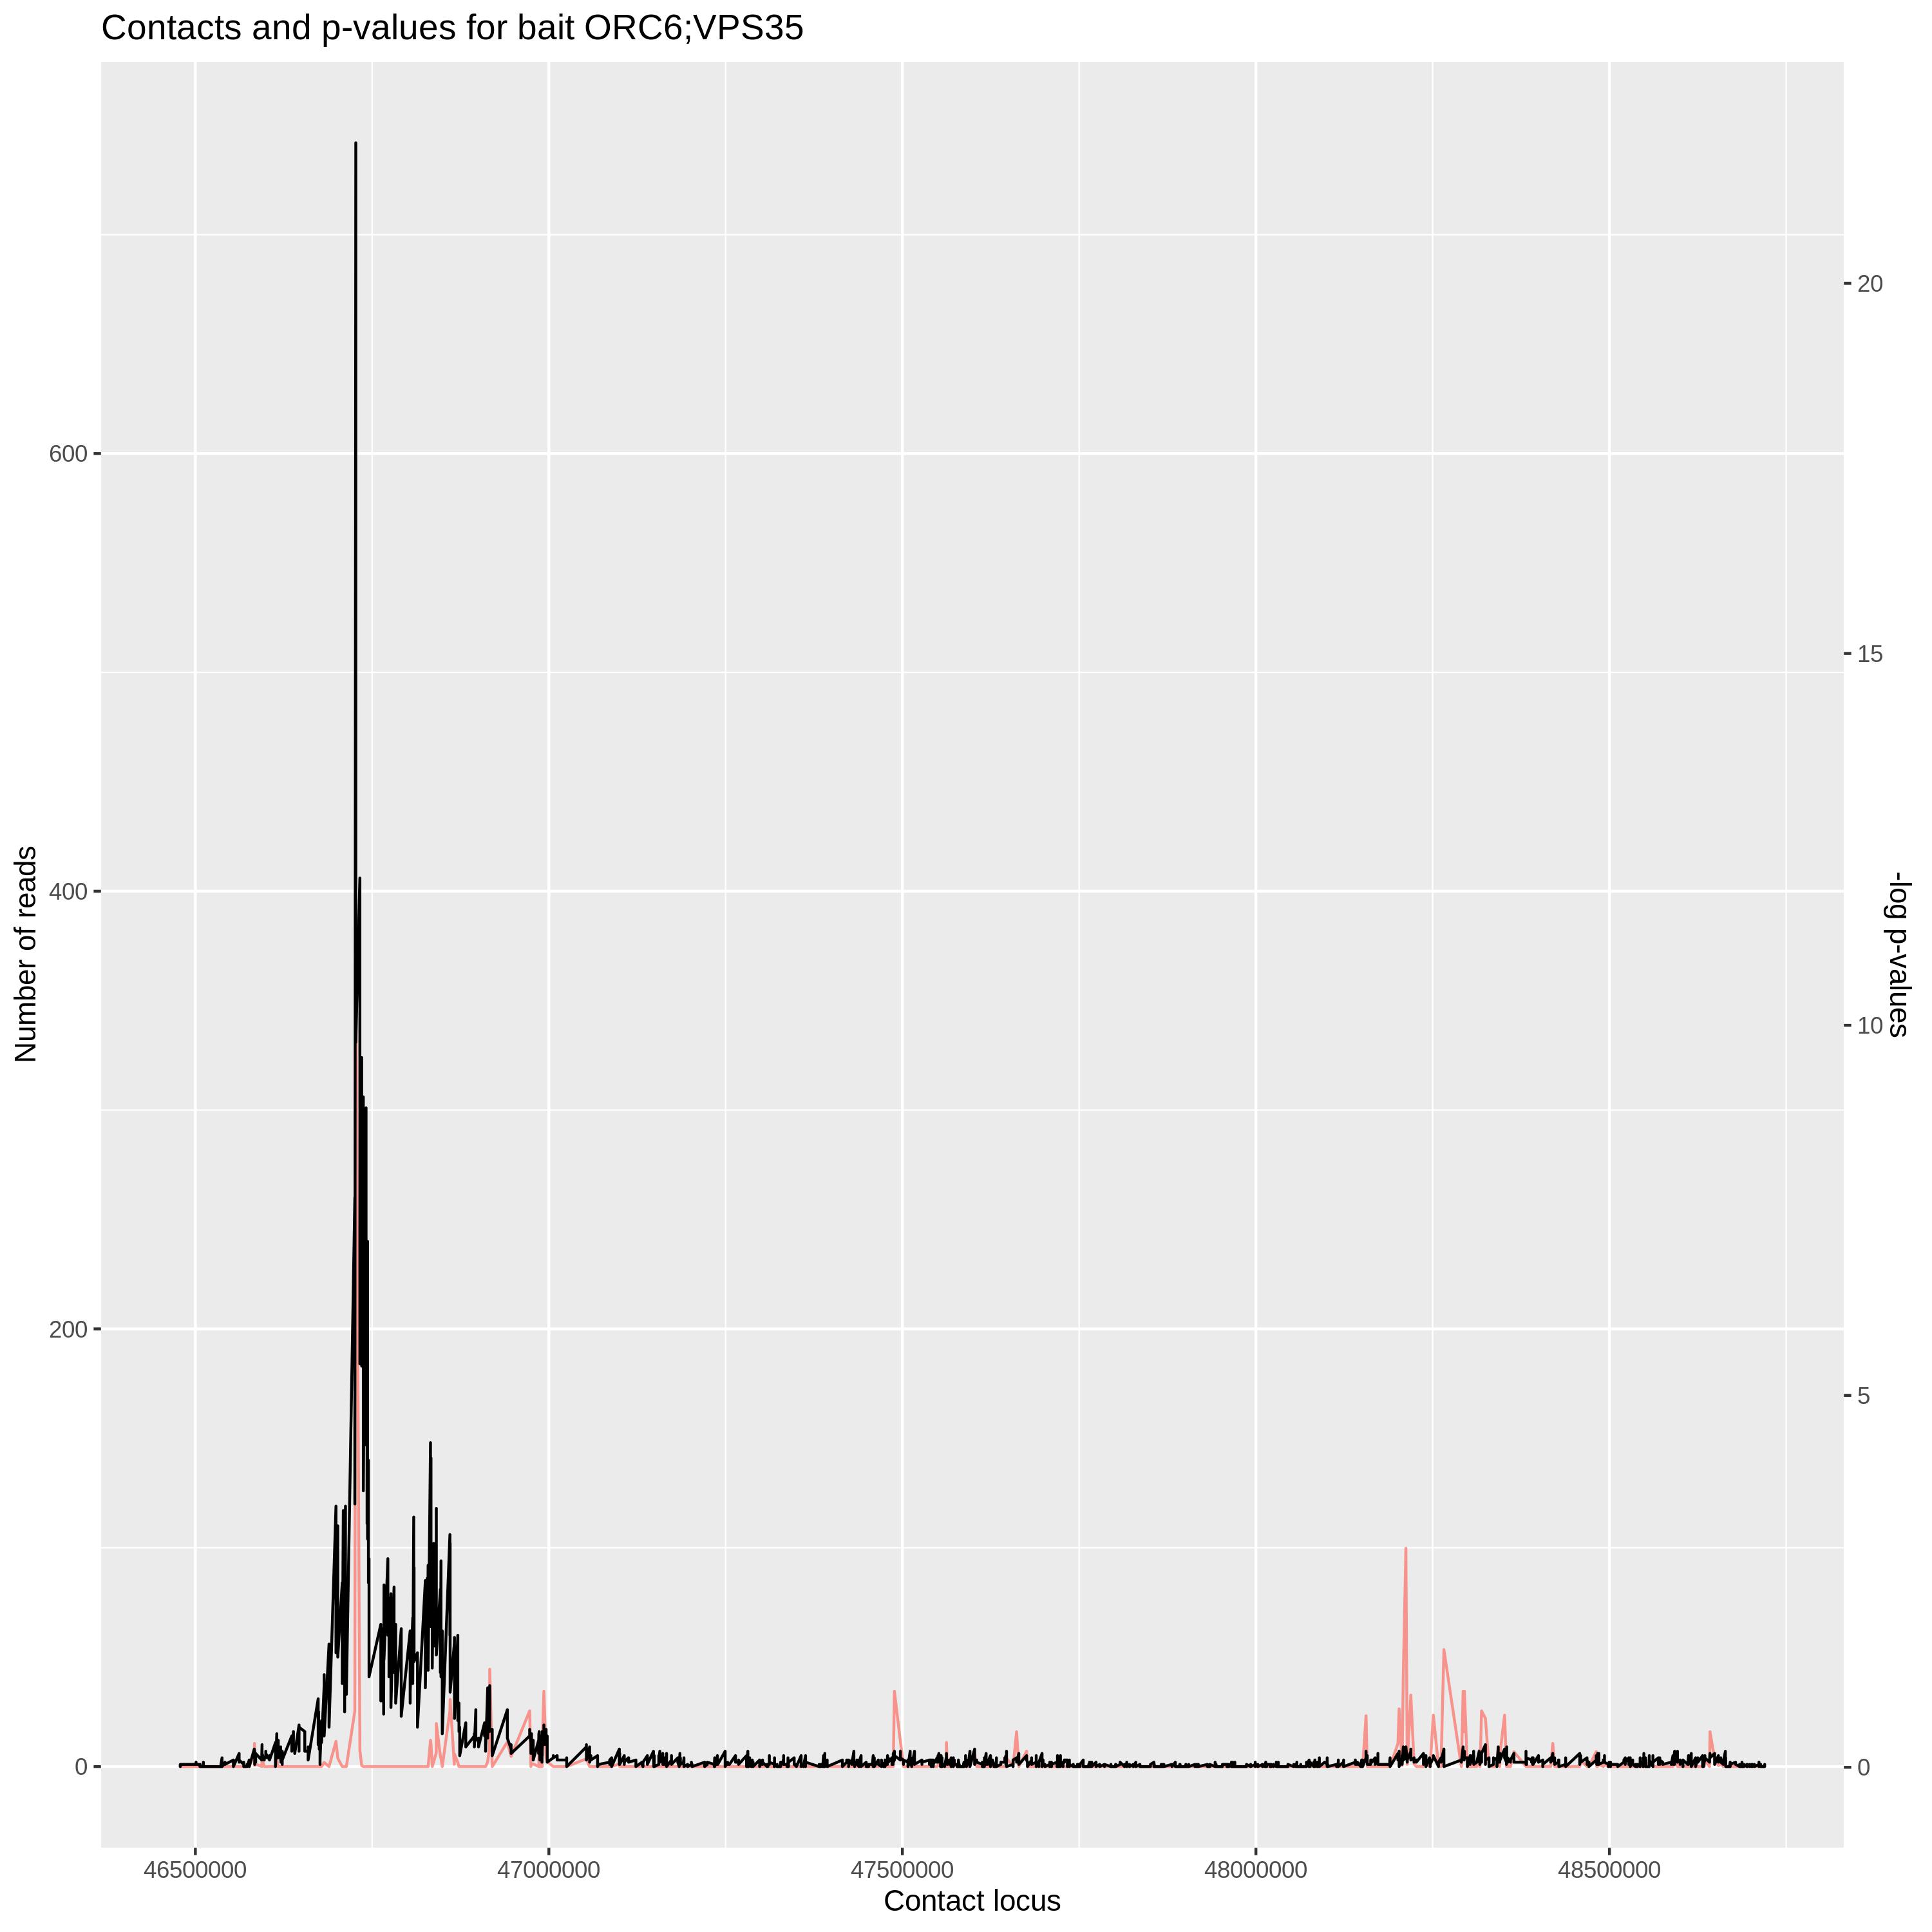 Contacts and p-values for bait ORC6;VPS35
Number of reads
600
400
200
0
20
15
10
5
0
-log p-values
46500000 47000000 47500000 48000000 48500000
Contact locus